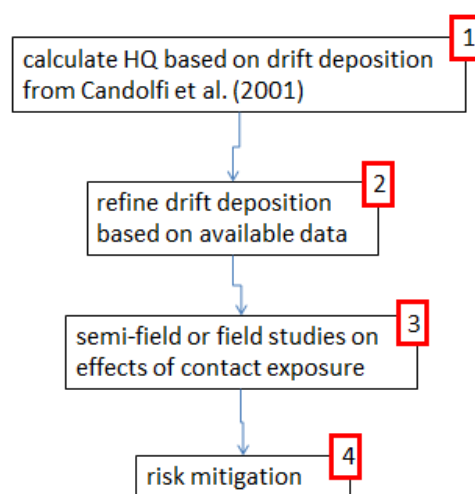 1
calculate HQ based on drift deposition
from Candolfi et al. (2001)
2
refine drift deposition
based on available data
3
semi-field or field studies on
effects of contact exposure
4
risk mitigation